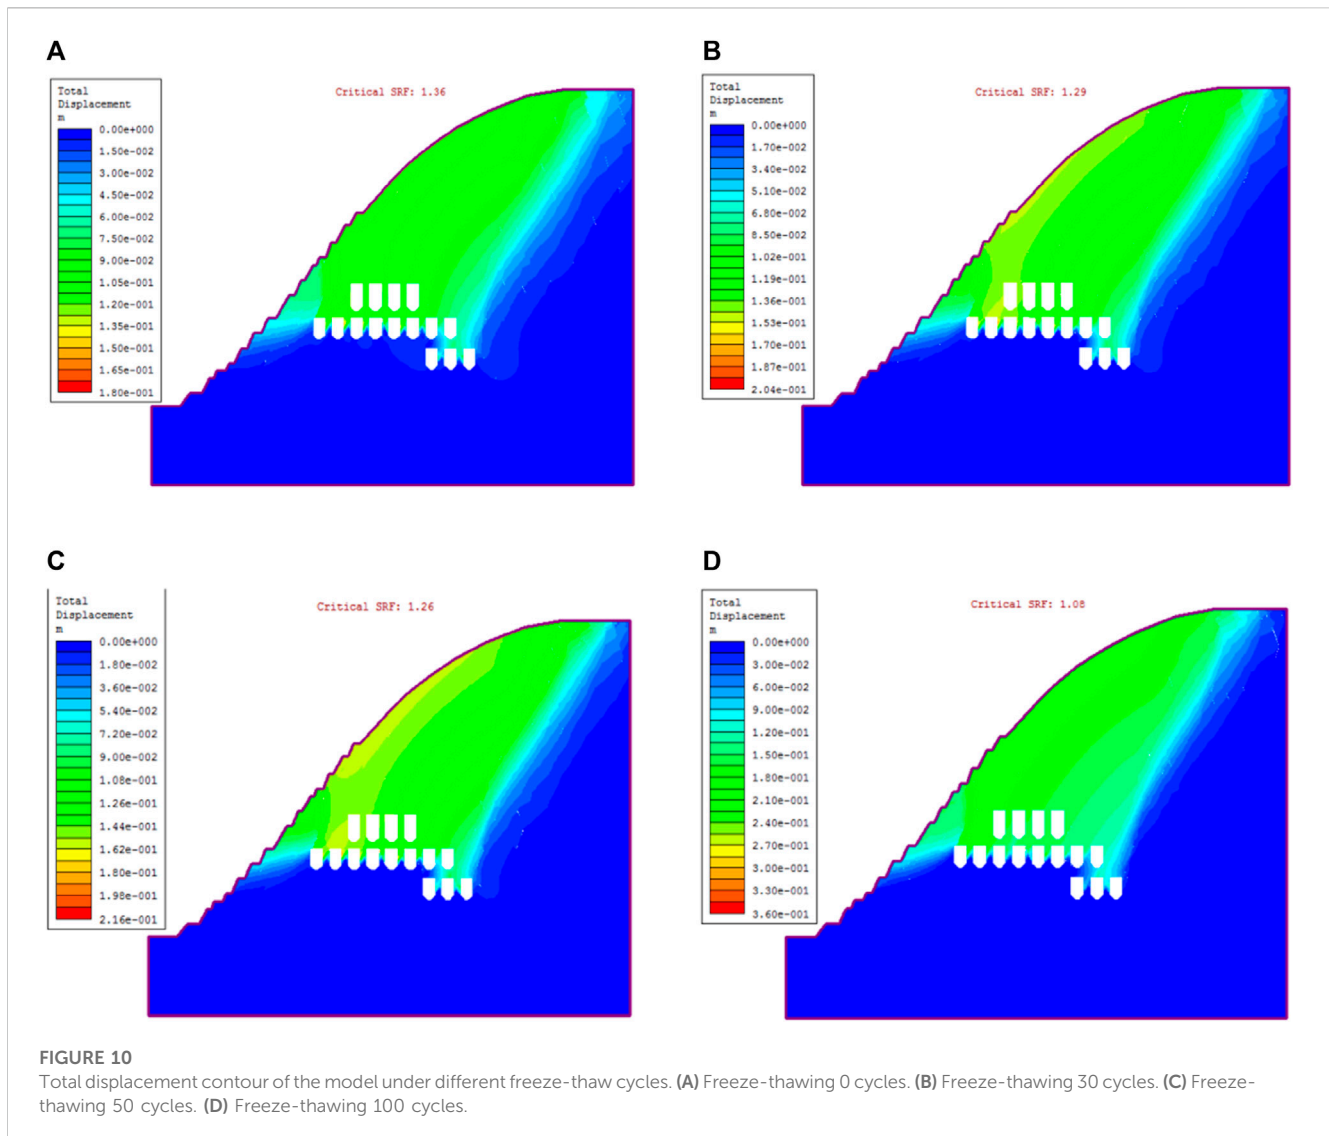 A
Total
Displacement
m
0.00e+000
1.50e-002
3.00e-002
4.50e-002
6.00e-002
7.50e-002
9.00e-002
1.05e-001
1.20e-001
1.35e-001
1.50e-001
1.65e-001
1.80e-001
Critical SRF: 1.36
B
Total
Displacement
m
0.00e+000
1.70e-002
3.40e-002
5.10e-002
6.80e-002
8.50e-002
1.02e-001
1.19e-001
1.36e-001
1.53e-001
1.70e-001
1.87e-001
2.04e-001
Critical SRF: 1.29
C
Total
Displacement
m
0.00e+000
1.80e-002
3.60e-002
5.40e-002
7.20e-002
9.00e-002
1.08e-001
1.26e-001
1.44e-001
1.62e-001
1.80e-001
1.98e-001
2.16e-001
Critical SRF: 1.26
D
Total
Displacement
m
0.00e+000
3.00e-002
6.00e-002
9.00e-002
1.20e-001
1.50e-001
1.80e-001
2.10e-001
2.40e-001
2.70e-001
3.00e-001
3.30e-001
3.60e-001
Critical SRF: 1.08
FIGURE 10
Total displacement contour of the model under different freeze-thaw cycles. (A) Freeze-thawing 0 cycles. (B) Freeze-thawing 30 cycles. (C) Freeze-
thawing 50 cycles. (D) Freeze-thawing 100 cycles.